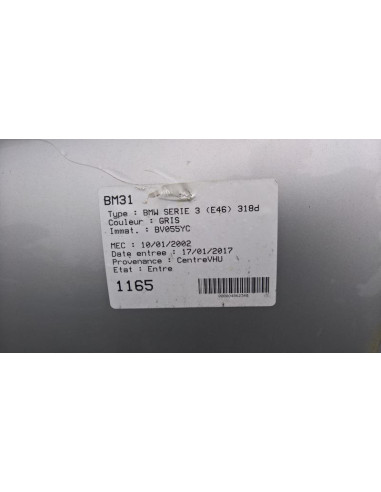 BM31
Type : BMW SERIE 3 (E46) 318d
Couleur : GRIS
Immat. : BV055YC
MEC : 10/01/2002
Date entree : 17/01/2017
Provenance : CentreVHU
Etat : Entre
1165